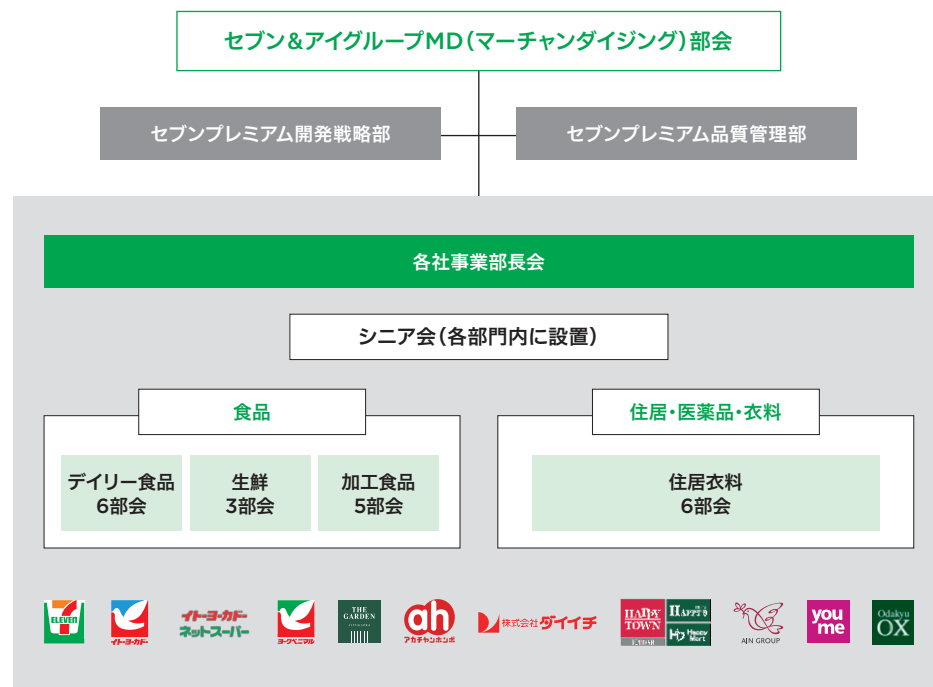 セブン&アイグループMD(マーチャンダイジング)部会
セブンプレミアム開発戦略部
セブンプレミアム品質管理部
各社事業部長会
シニア会(各部門内に設置)
食品
住居・医薬品・衣料
デイリー食品
6部会
生鮮
3部会
加工食品
5部会
住居衣料
6部会
ELEVEN
イトーヨーカドー
イトーヨーカドー
ネットスーパー
ヨークベニマル
THE
GARDEN
ah
アカチャンホンポ
株式会社ダイイチ
TOWN
Happy
Mart
AIN GROUP
you
me
Odakyu
OX